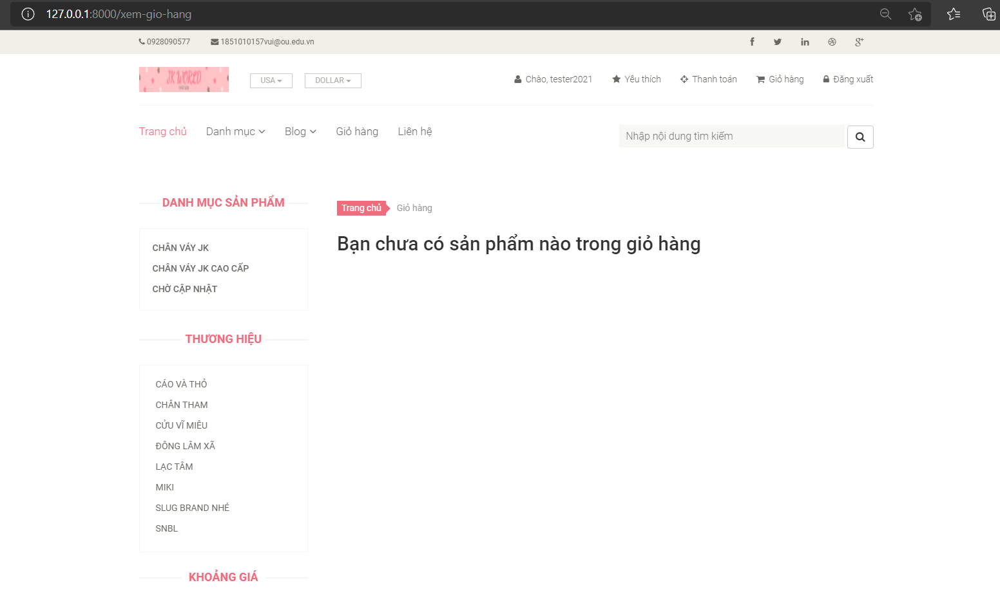 127.0.0.1:8000/xem-gio-hang
0928090577 1851010157vui@ou.edu.vn
JK WORLD
USA DOLLAR Chào, tester2021 Yêu thích Thanh toán Giỏ hàng Đăng xuất
Trang chủ Danh mục Blog Giỏ hàng Liên hệ Nhập nội dung tìm kiếm
DANH MỤC SẢN PHẨM
CHÂN VÁY JK
CHÂN VÁY JK CAO CẤP
CHỜ CẬP NHẬT
THƯƠNG HIỆU
CÁO VÀ THỎ
CHÂN THAM
CỬU VĨ MIÊU
ĐÔNG LÂM XÃ
LẠC TÂM
MIKI
SLUG BRAND NHÉ
SNBL
KHOẢNG GIÁ
Trang chủ Giỏ hàng
Bạn chưa có sản phẩm nào trong giỏ hàng